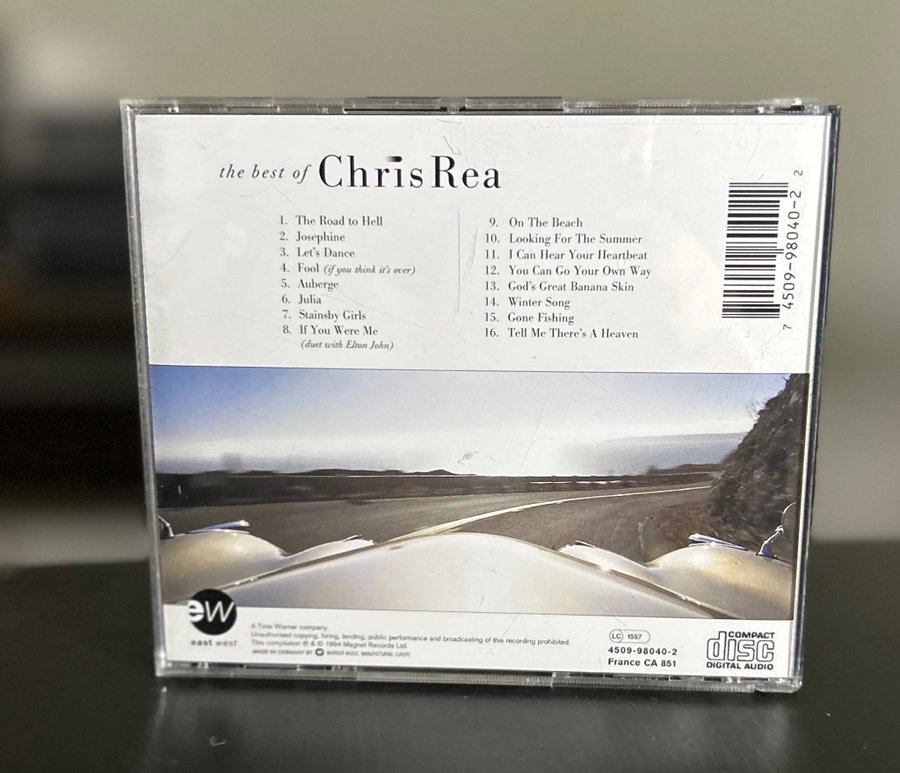 the best of Chris Rea
1. The Road to Hell
2. Josephine
3. Let's Dance
4. Fool (if you think it's over)
5. Auberge
6. Julia
7. Stainsby Girls
8. If You Were Me
(duet with Elton John)
9. On The Beach
10. Looking For The Summer
11. I Can Hear Your Heartbeat
12. You Can Go Your Own Way
13. God's Great Banana Skin
14. Winter Song
15. Gone Fishing
16. Tell Me There's A Heaven
7 4509-98040-2 2
ew
east west
A Time Warner company.
Unauthorised copying, hiring, lending, public performance and broadcasting of this recording prohibited.
This compilation ℗ & © 1994 Magnet Records Ltd.
MADE IN GERMANY BY WARNER MUSIC MANUFACTURING EUROPE
LC 1557
4509-98040-2
France CA 851
COMPACT
disc
DIGITAL AUDIO